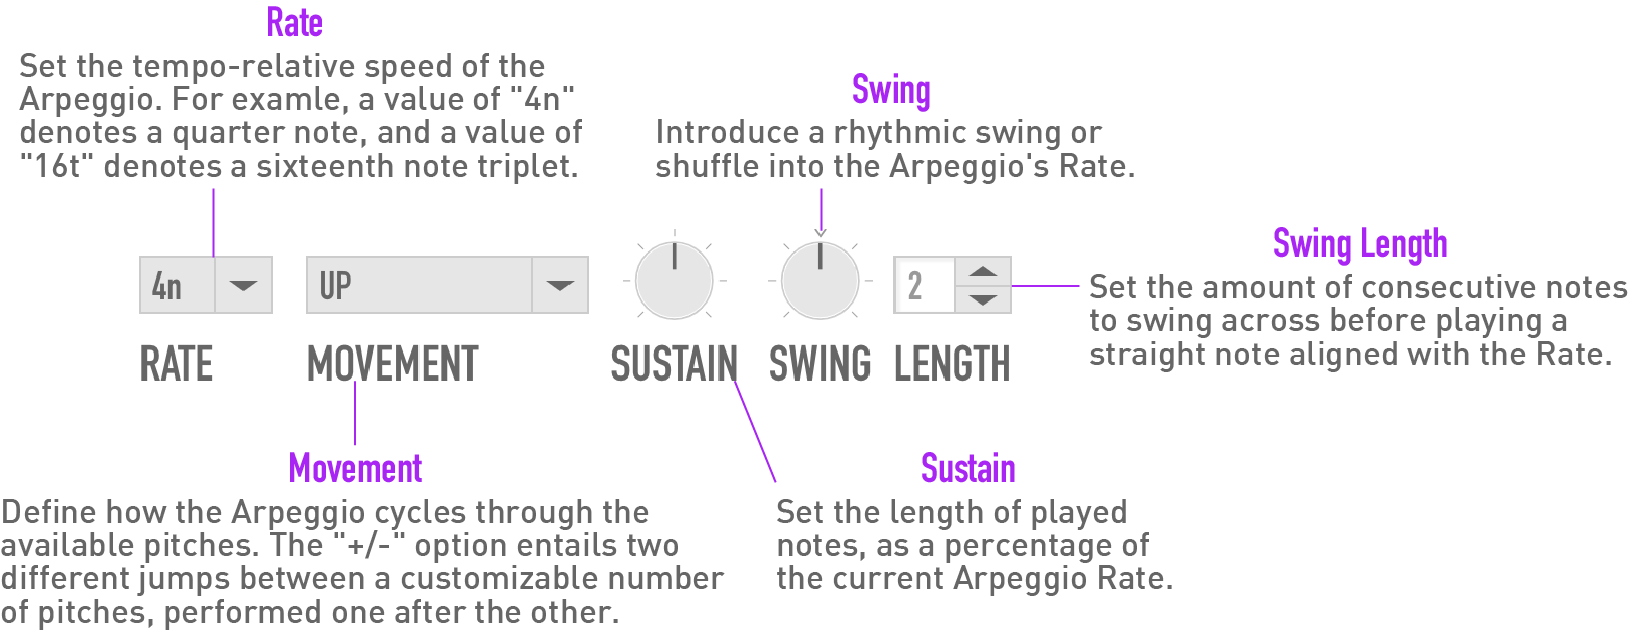 Rate
Set the tempo-relative speed of the
Arpeggio. For examle, a value of "4n"
denotes a quarter note, and a value of
"16t" denotes a sixteenth note triplet.
Swing
Introduce a rhythmic swing or
shuffle into the Arpeggio's Rate.
Swing Length
Set the amount of consecutive notes
to swing across before playing a
straight note aligned with the Rate.
4n
UP
2
RATE
MOVEMENT
SUSTAIN
SWING
LENGTH
Movement
Define how the Arpeggio cycles through the
available pitches. The "+/-" option entails two
different jumps between a customizable number
of pitches, performed one after the other.
Sustain
Set the length of played
notes, as a percentage of
the current Arpeggio Rate.